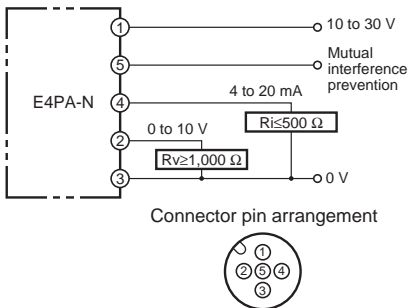 ① 10 to 30 V
⑤ Mutual
interference
prevention
E4PA-N
④ 4 to 20 mA
Ri≤500 Ω
② 0 to 10 V
Rv≥1,000 Ω
③ 0 V
Connector pin arrangement
①
② ⑤ ④
③